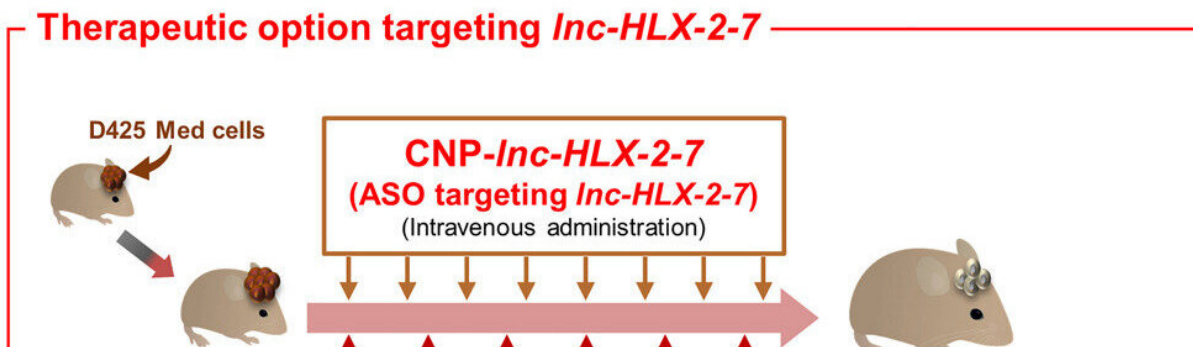 Therapeutic option targeting lnc-HLX-2-7
D425 Med cells
CNP-lnc-HLX-2-7
(ASO targeting lnc-HLX-2-7)
(Intravenous administration)